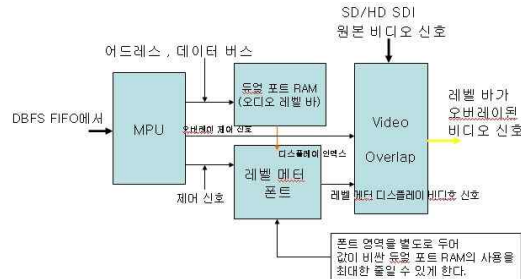 SD/HD SDI
원본 비디오 신호
어드레스 , 데이터 버스
듀얼 포트 RAM
(오디오 레벨 바)
레벨 바가
오버레이된
비디오 신호
DBFS FIFO에서
MPU
오버레이 제어 신호
Video
Overlap
디스플레이 인덱스
레벨 메터
폰트
제어 신호
레벨 메터 디스플레이 비디호 신호
폰트 영역을 별도로 두어
값이 비싼 듀얼 포트 RAM의 사용을
최대한 줄일 수 있게 한다.